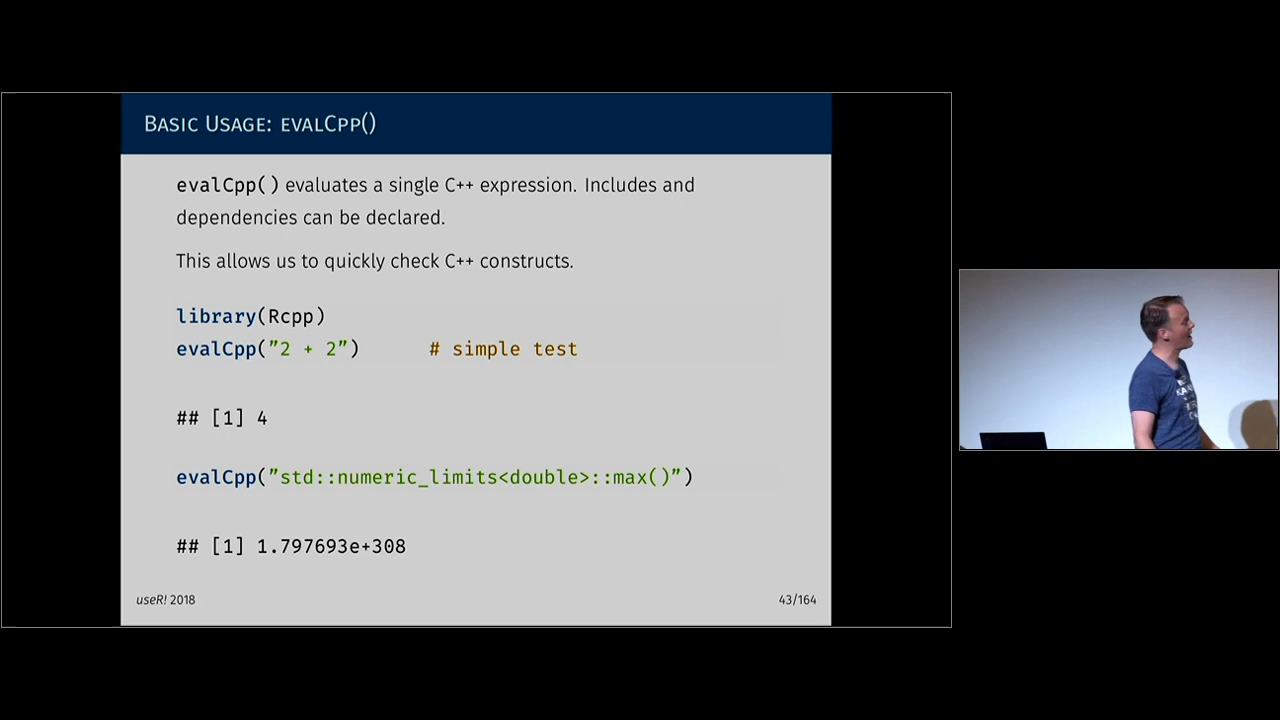 BASIC USAGE: EVALCPP()
evalCpp() evaluates a single C++ expression. Includes and
dependencies can be declared.
This allows us to quickly check C++ constructs.
library(Rcpp)
evalCpp("2 + 2")      # simple test
## [1] 4
evalCpp("std::numeric_limits<double>::max()")
## [1] 1.797693e+308
useR! 2018
43/164